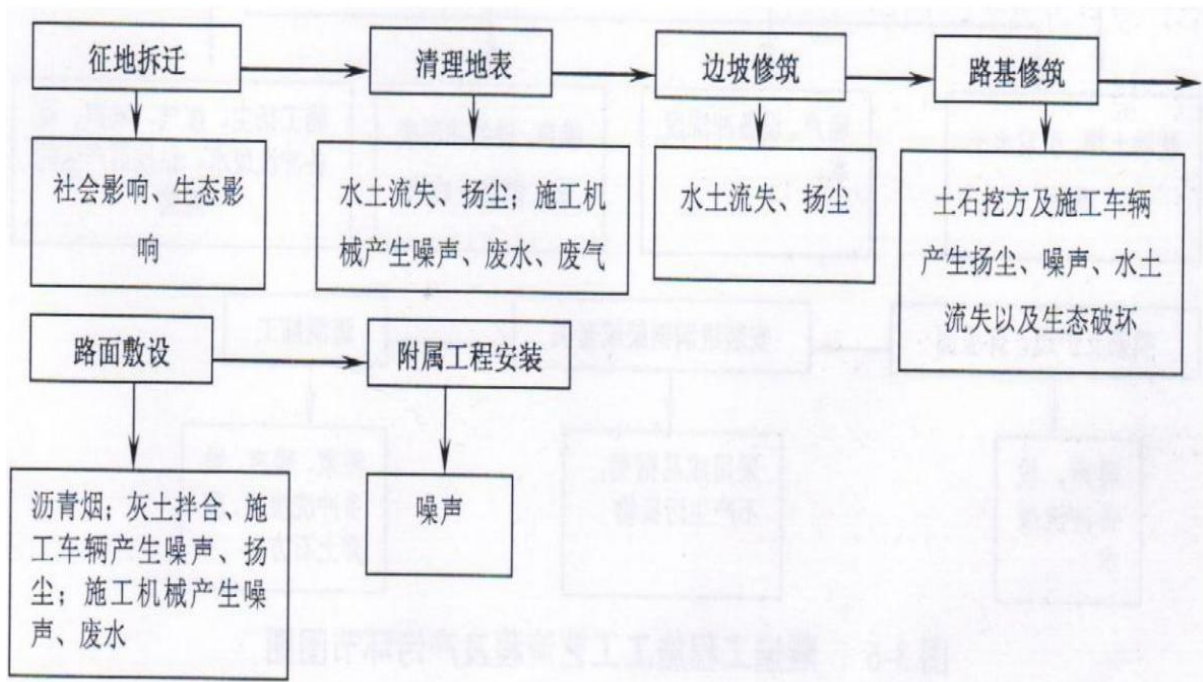 征地拆迁
清理地表
边坡修筑
路基修筑
社会影响、生态影
响
水土流失、扬尘；施工机
械产生噪声、废水、废气
水土流失、扬尘
土石挖方及施工车辆
产生扬尘、噪声、水土
流失以及生态破坏
路面敷设
附属工程安装
沥青烟；灰土拌合、施
工车辆产生噪声、扬
尘；施工机械产生噪
声、废水
噪声